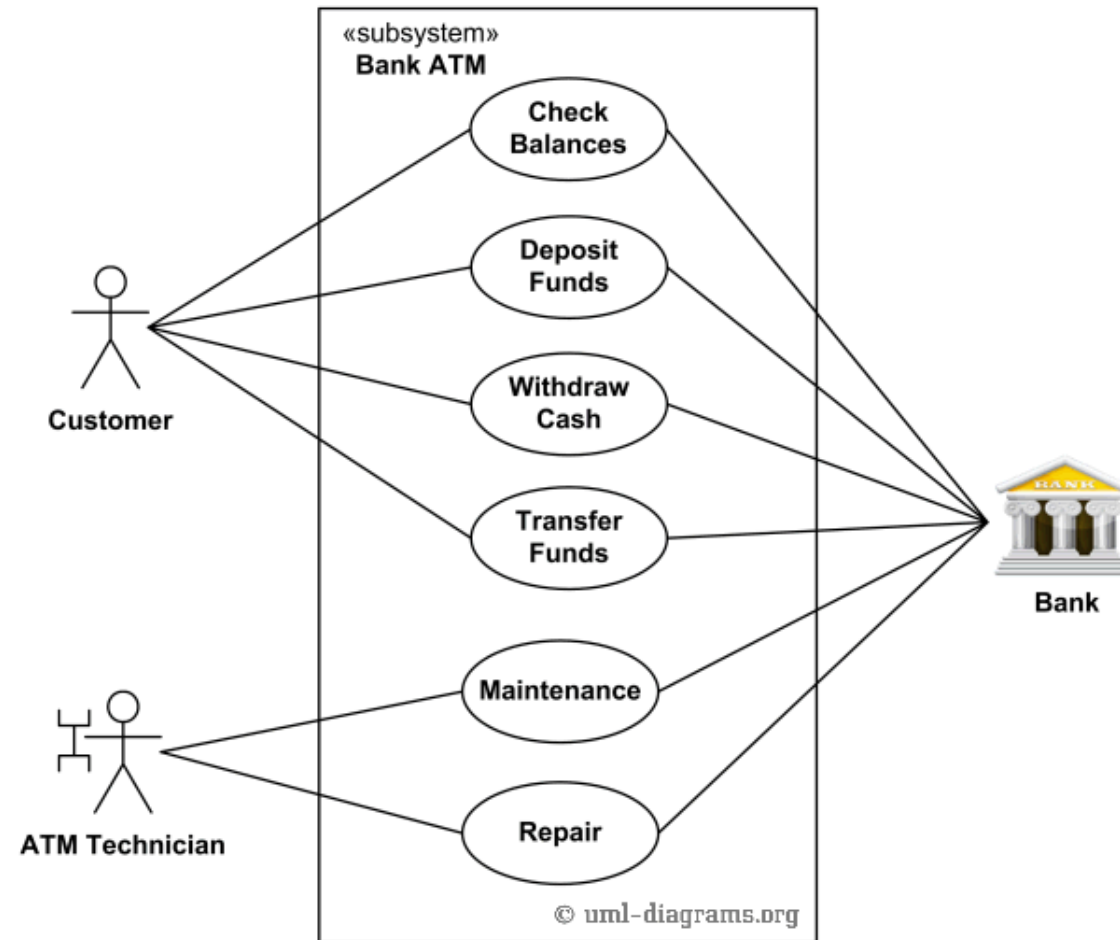 «subsystem»
Bank ATM
Check
Balances
Deposit
Funds
Customer
Withdraw
Cash
Transfer
Funds
BANK
Bank
Maintenance
ATM Technician
Repair
© uml-diagrams.org